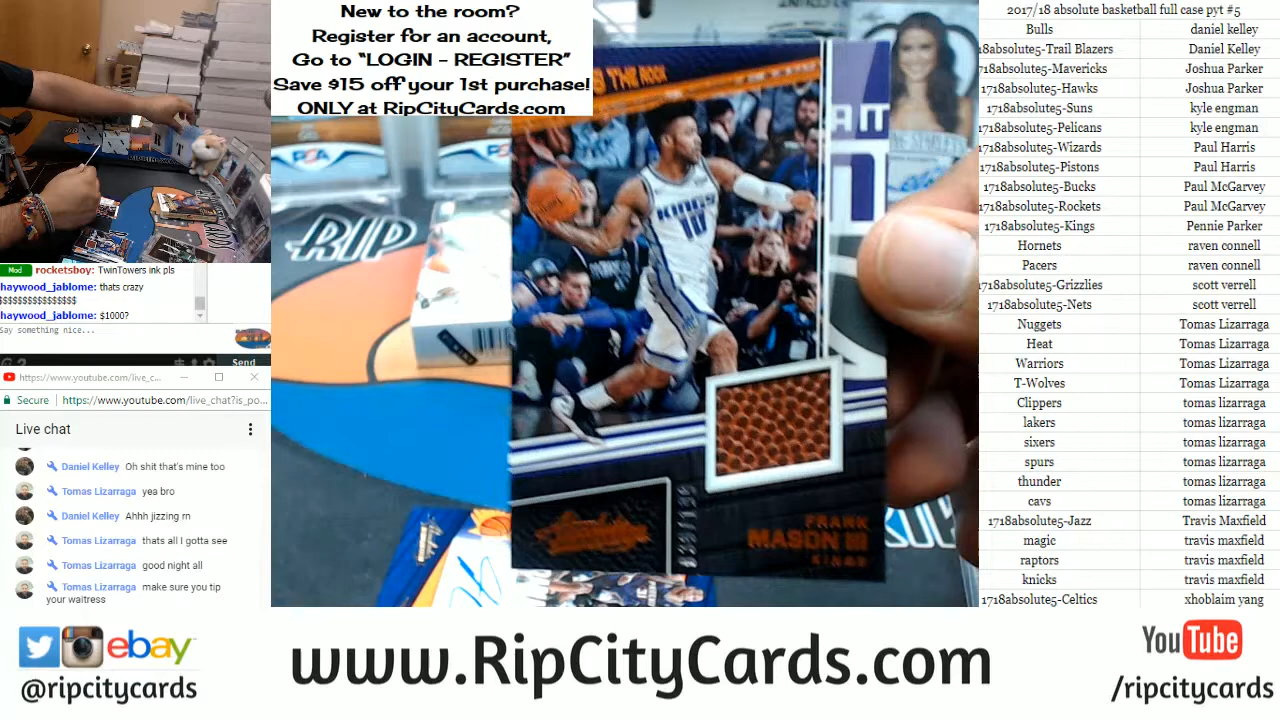 New to the room?
Register for an account,
Go to “LOGIN - REGISTER”
Save $15 off your 1st purchase!
ONLY at RipCityCards.com
Mod rocketsboy: TwinTowers ink pls
haywood_jablome: thats crazy
$$$$$$$$$$$$$$$$
haywood_jablome: $1000?
Say something nice...
Send
https://www.youtube.com/live_c...
Secure https://www.youtube.com/live_chat?is_po...
Live chat
Daniel Kelley Oh shit that's mine too
Tomas Lizarraga yea bro
Daniel Kelley Ahhh jizzing rn
Tomas Lizarraga thats all I gotta see
Tomas Lizarraga good night all
Tomas Lizarraga make sure you tip
your waitress
THE ROCK
PSA
RIP
KINGS
10
FRANK
MASON III
KINGS
2017/18 absolute basketball full case pyt #5
Bulls daniel kelley
18absolute5-Trail Blazers Daniel Kelley
1718absolute5-Mavericks Joshua Parker
1718absolute5-Hawks Joshua Parker
1718absolute5-Suns kyle engman
1718absolute5-Pelicans kyle engman
1718absolute5-Wizards Paul Harris
1718absolute5-Pistons Paul Harris
1718absolute5-Bucks Paul McGarvey
1718absolute5-Rockets Paul McGarvey
1718absolute5-Kings Pennie Parker
Hornets raven connell
Pacers raven connell
1718absolute5-Grizzlies scott verrell
1718absolute5-Nets scott verrell
Nuggets Tomas Lizarraga
Heat Tomas Lizarraga
Warriors Tomas Lizarraga
T-Wolves Tomas Lizarraga
Clippers tomas lizarraga
lakers tomas lizarraga
sixers tomas lizarraga
spurs tomas lizarraga
thunder tomas lizarraga
cavs tomas lizarraga
1718absolute5-Jazz Travis Maxfield
magic travis maxfield
raptors travis maxfield
knicks travis maxfield
1718absolute5-Celtics xhoblaim yang
ebay
@ripcitycards
www.RipCityCards.com
YouTube
/ripcitycards